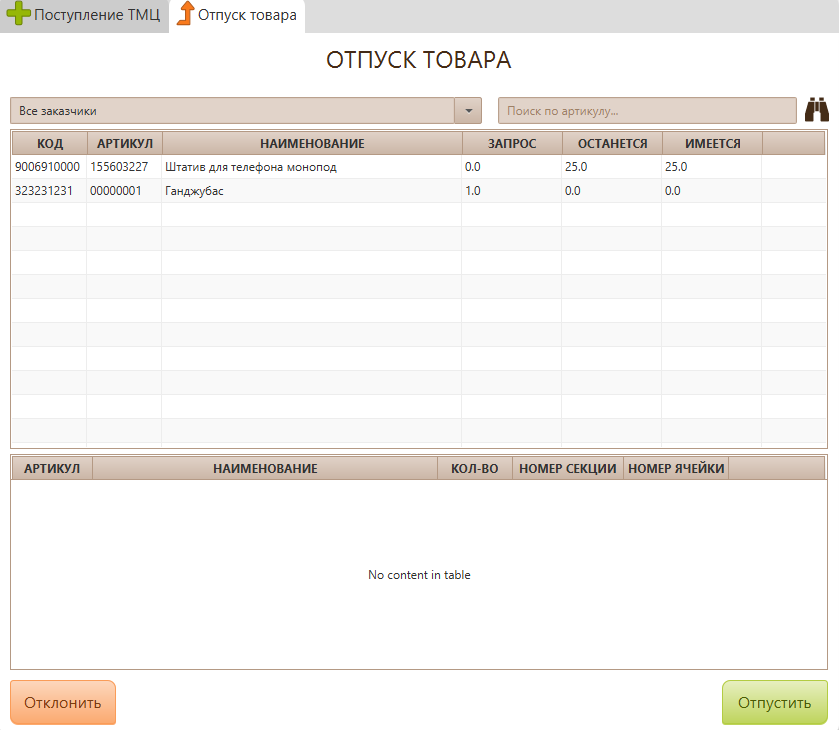 Поступление ТМЦ Отпуск товара
ОТПУСК ТОВАРА
Все заказчики Поиск по артикулу...
КОД АРТИКУЛ НАИМЕНОВАНИЕ ЗАПРОС ОСТАНЕТСЯ ИМЕЕТСЯ
9006910000 155603227 Штатив для телефона монопод 0.0 25.0 25.0
323231231 00000001 Ганджубас 1.0 0.0 0.0
АРТИКУЛ НАИМЕНОВАНИЕ КОЛ-ВО НОМЕР СЕКЦИИ НОМЕР ЯЧЕЙКИ
No content in table
Отклонить Отпустить